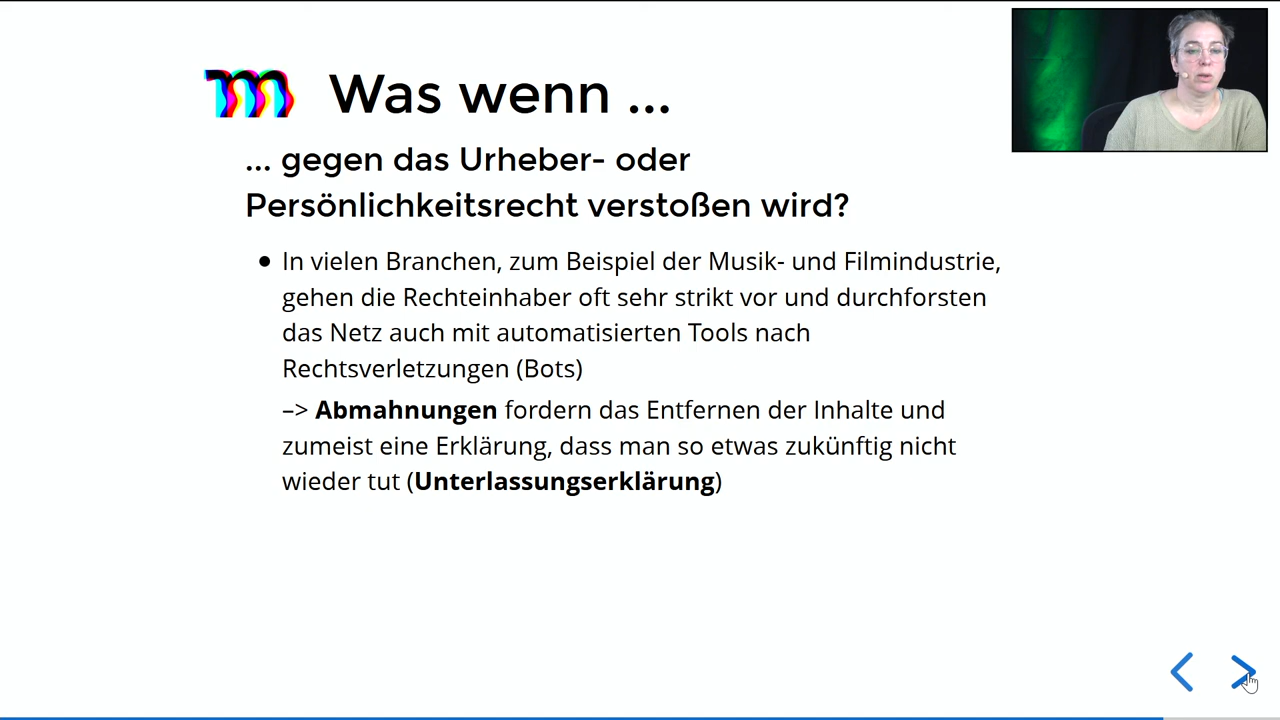 m Was wenn ...
... gegen das Urheber- oder
Persönlichkeitsrecht verstoßen wird?
• In vielen Branchen, zum Beispiel der Musik- und Filmindustrie,
gehen die Rechteinhaber oft sehr strikt vor und durchforsten
das Netz auch mit automatisierten Tools nach
Rechtsverletzungen (Bots)
–> Abmahnungen fordern das Entfernen der Inhalte und
zumeist eine Erklärung, dass man so etwas zukünftig nicht
wieder tut (Unterlassungserklärung)